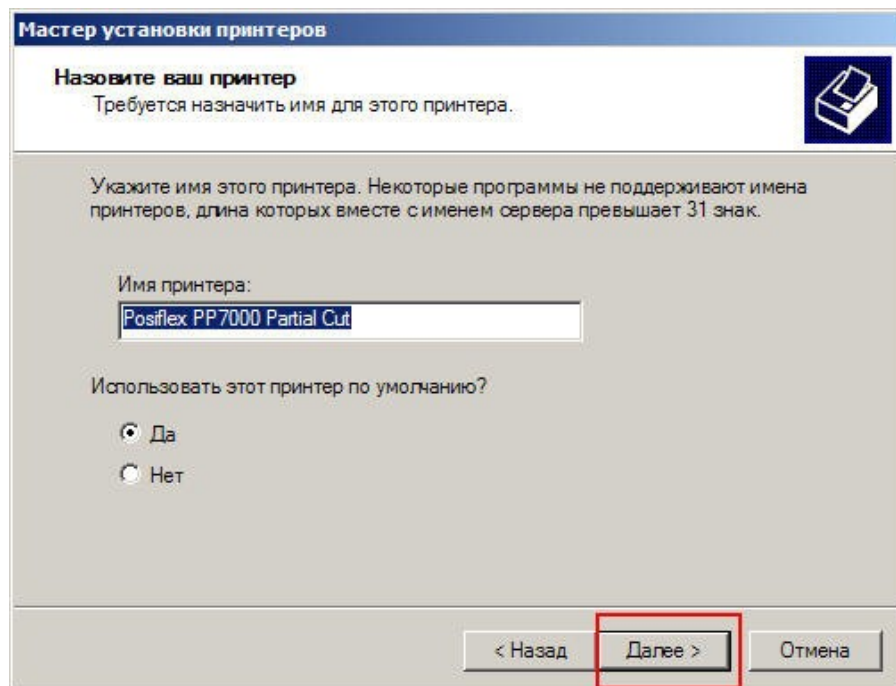 Мастер установки принтеров
Назовите ваш принтер
Требуется назначить имя для этого принтера.
Укажите имя этого принтера. Некоторые программы не поддерживают имена
принтеров, длина которых вместе с именем сервера превышает 31 знак.
Имя принтера:
Posiflex PP7000 Partial Cut
Использовать этот принтер по умолчанию?
Да
Нет
< Назад
Далее >
Отмена